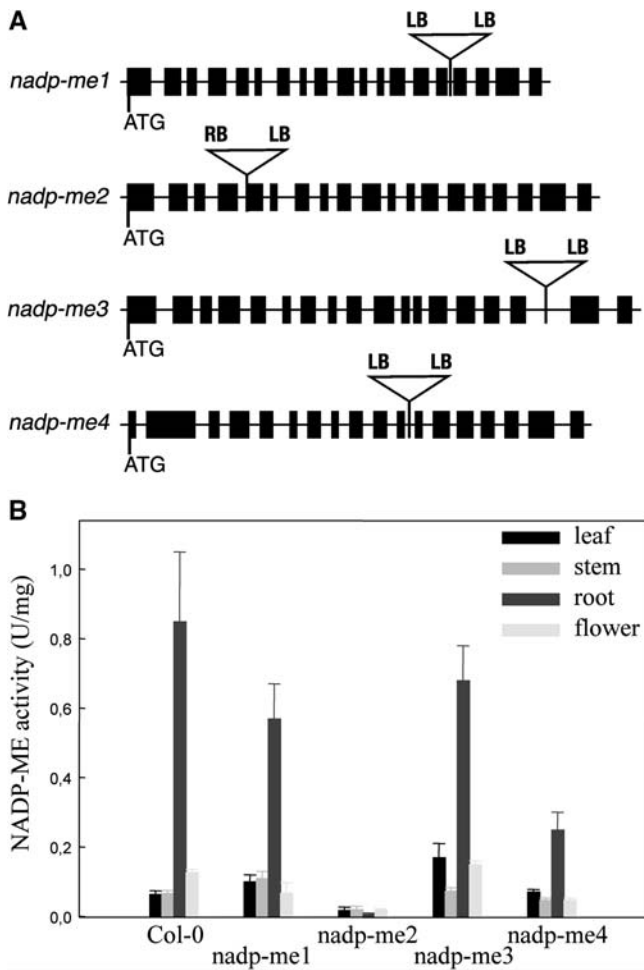 A
LB LB
nadp-me1
ATG
RB LB
nadp-me2
ATG
LB LB
nadp-me3
ATG
LB LB
nadp-me4
ATG
B
NADP-ME activity (U/mg)
1,0
0,8
0,6
0,4
0,2
0,0
leaf
stem
root
flower
Col-0
nadp-me1
nadp-me2
nadp-me3
nadp-me4